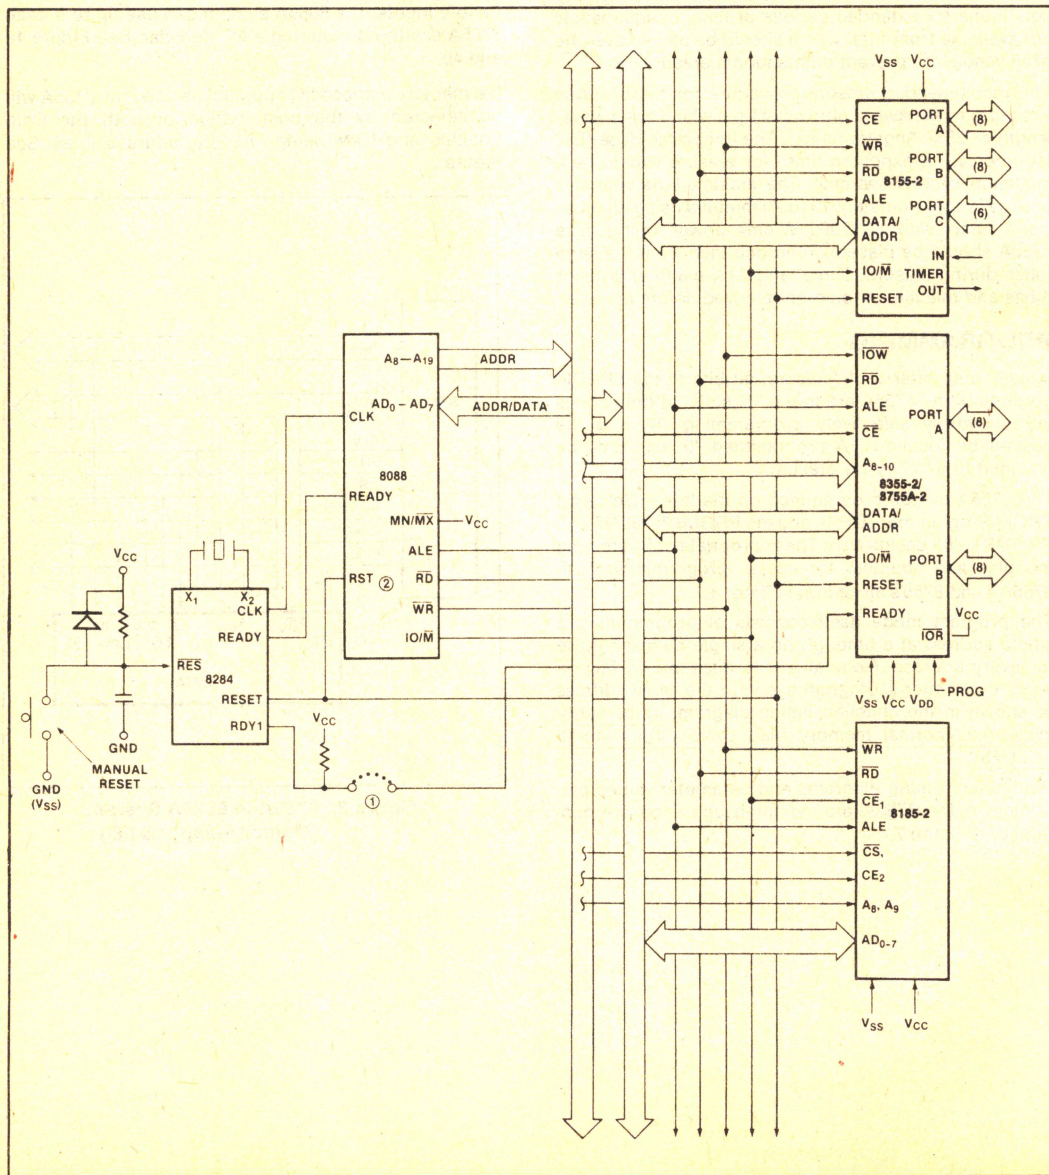 VSS VCC
CE
WR
RD
8155-2
ALE
DATA/
ADDR
IO/M
RESET
PORT
A
(8)
PORT
B
(8)
PORT
C
(6)
IN
TIMER
OUT
A8–A19
ADDR
AD0–AD7
ADDR/DATA
CLK
8088
READY
MN/MX
VCC
ALE
RST
②
RD
WR
IO/M
IOW
RD
ALE
CE
A8-10
8355-2/
8755A-2
DATA/
ADDR
IO/M
RESET
READY
IOR
VCC
PORT
A
(8)
PORT
B
(8)
VSS VCC VDD
PROG
VCC
X1 X2
CLK
READY
RES
8284
RESET
RDY1
VCC
①
GND
MANUAL
RESET
GND
(VSS)
WR
RD
CE1
8185-2
ALE
CS,
CE2
A8, A9
AD0-7
VSS VCC